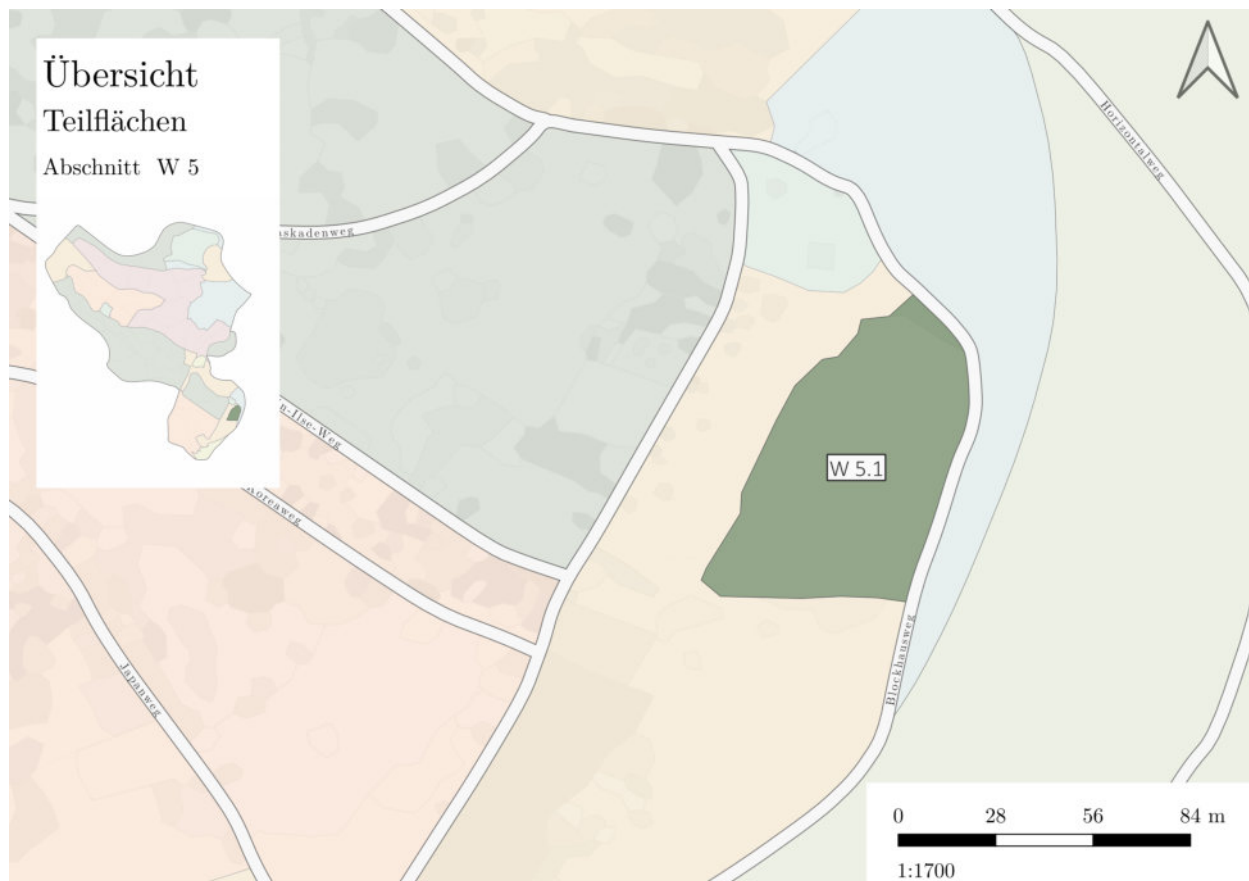 Übersicht
Teilflächen
Abschnitt W 5
Horizontalweg
Koreaweg
Japanweg
W 5.1
Blockhausweg
0 28 56 84 m
1:1700